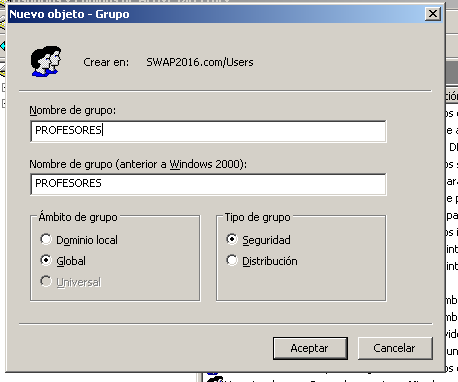 Nuevo objeto - Grupo
Crear en: SWAP2016.com/Users
Nombre de grupo:
PROFESORES
Nombre de grupo (anterior a Windows 2000):
PROFESORES
Ámbito de grupo
Dominio local
Global
Universal
Tipo de grupo
Seguridad
Distribución
Aceptar
Cancelar